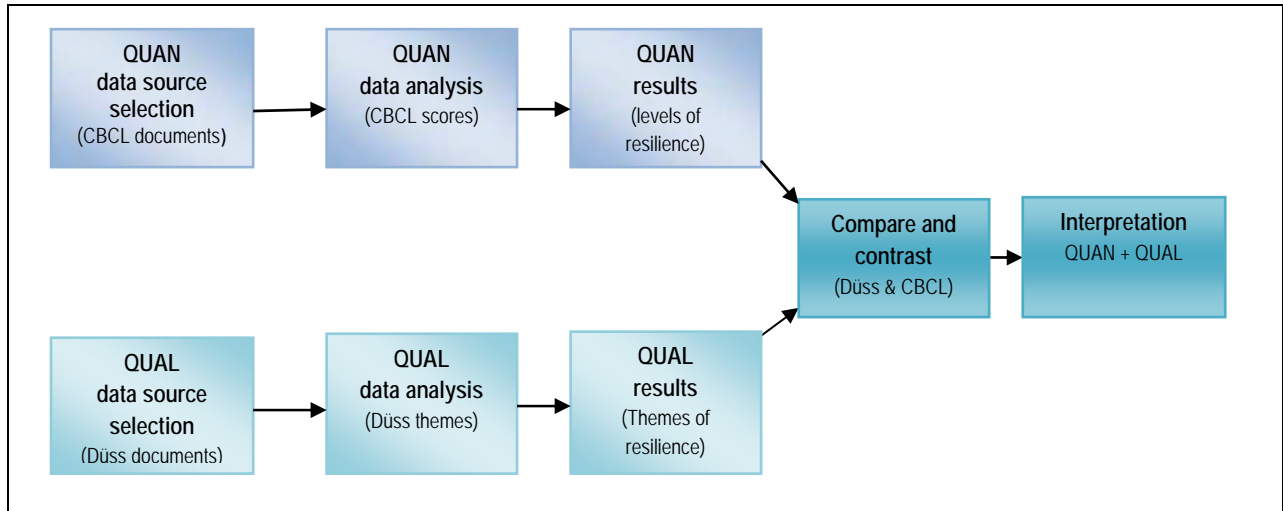 QUAN
data source
selection
(CBCL documents)
QUAN
data analysis
(CBCL scores)
QUAN
results
(levels of
resilience)
Compare and
contrast
(Düss & CBCL)
Interpretation
QUAN + QUAL
QUAL
data source
selection
(Düss documents)
QUAL
data analysis
(Düss themes)
QUAL
results
(Themes of
resilience)